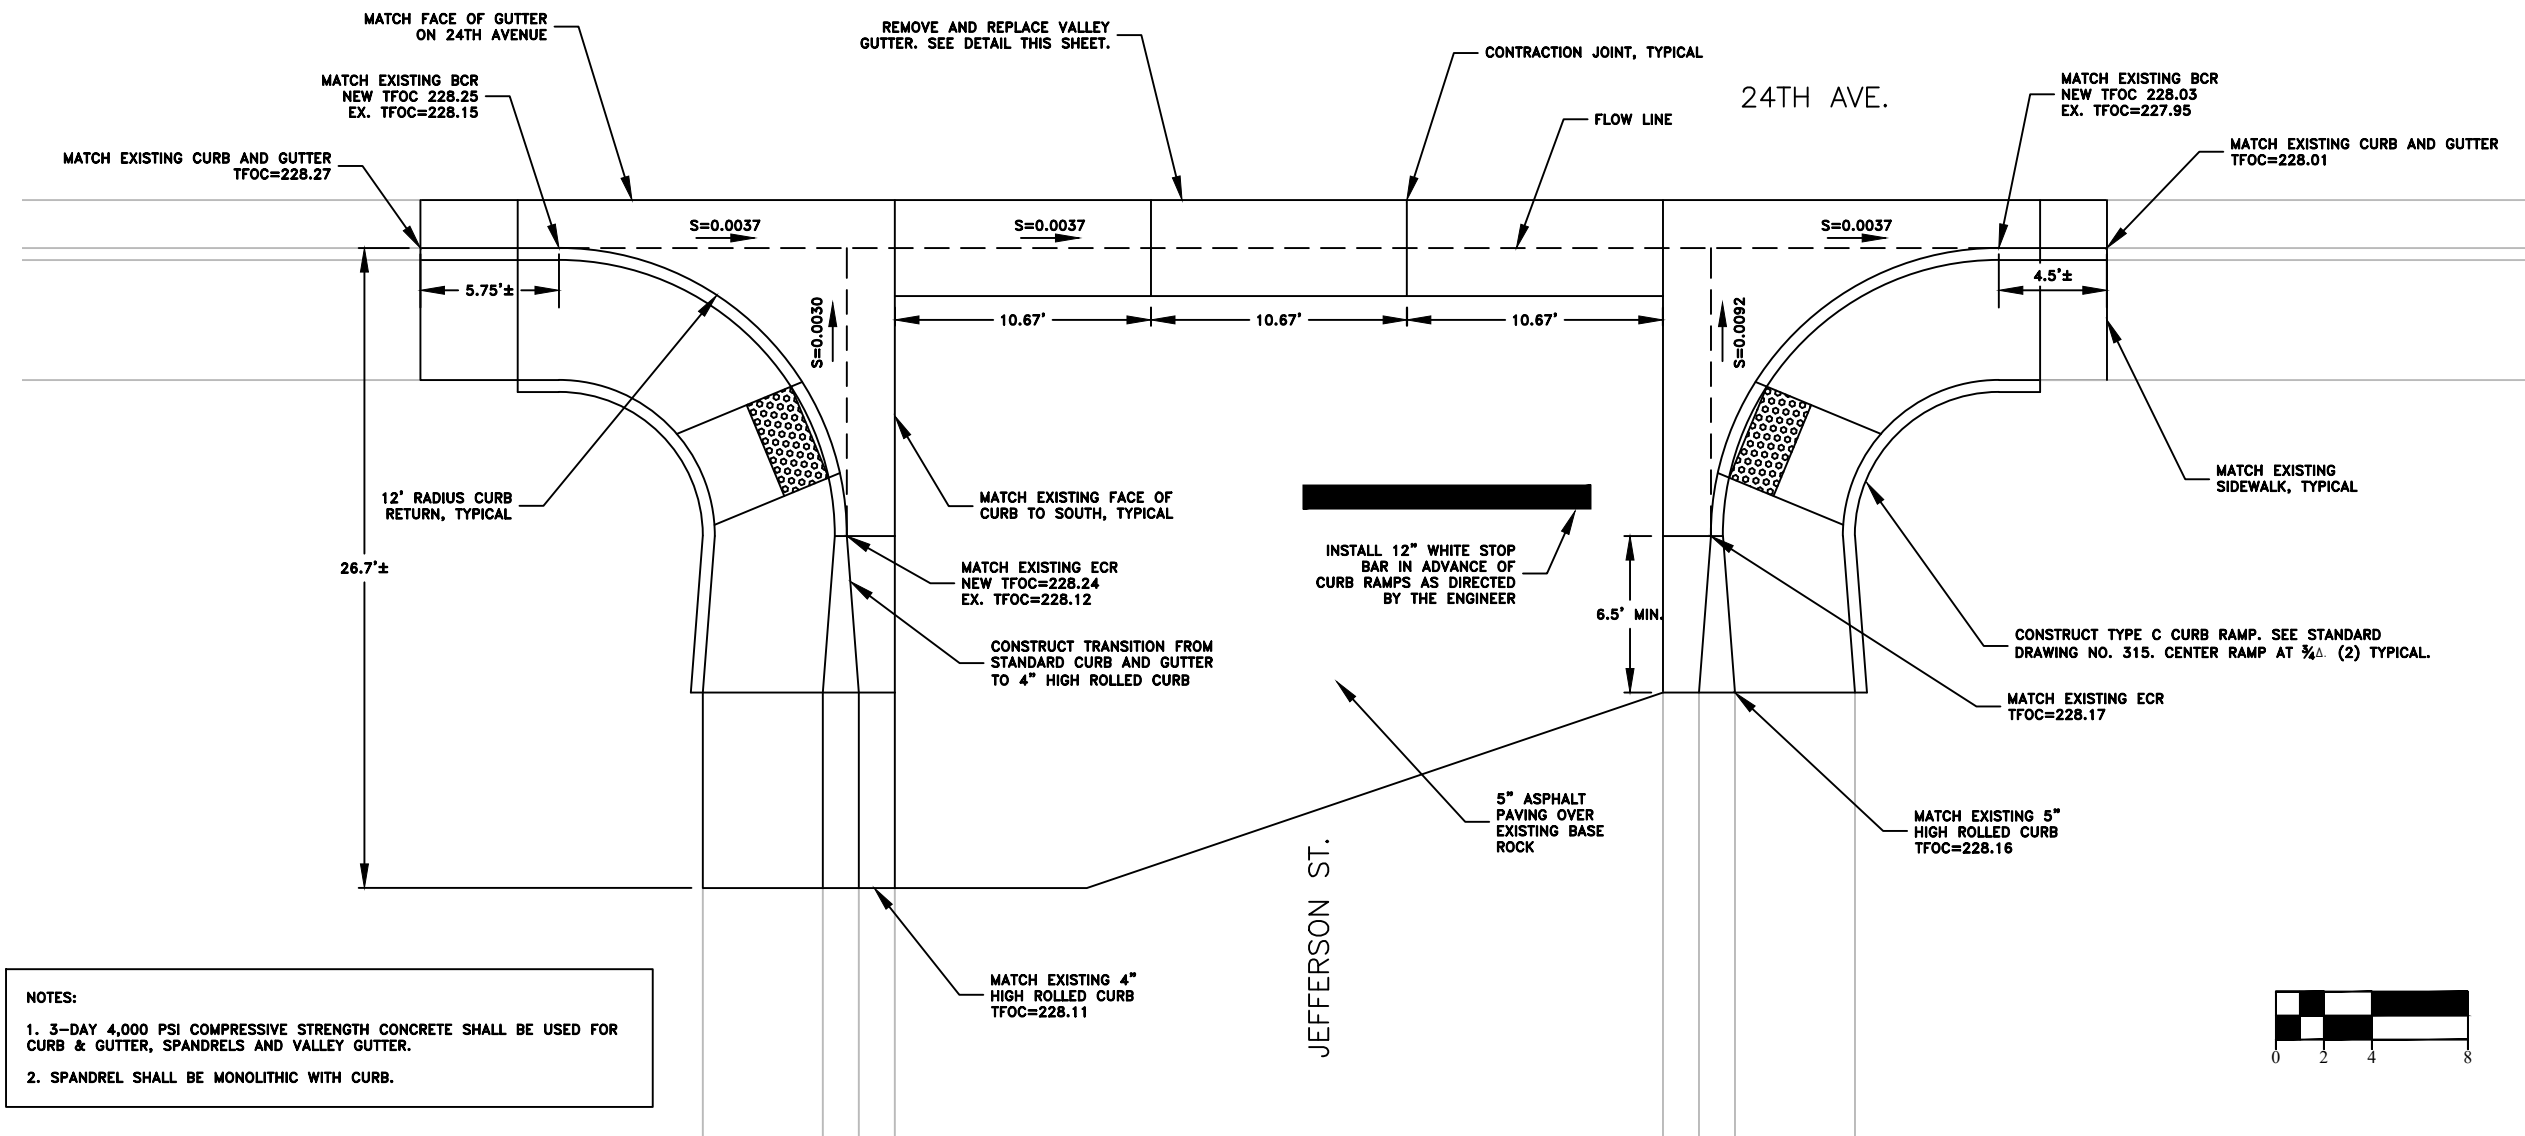 MATCH FACE OF GUTTER
ON 24TH AVENUE
REMOVE AND REPLACE VALLEY
GUTTER. SEE DETAIL THIS SHEET.
CONTRACTION JOINT, TYPICAL
24TH AVE.
MATCH EXISTING BCR
NEW TFOC 228.25
EX. TFOC=228.15
FLOW LINE
MATCH EXISTING BCR
NEW TFOC 228.03
EX. TFOC=227.95
MATCH EXISTING CURB AND GUTTER
TFOC=228.27
MATCH EXISTING CURB AND GUTTER
TFOC=228.01
S=0.0037
S=0.0037
S=0.0037
5.75'±
4.5'±
S=0.0030
S=0.0092
10.67'
10.67'
10.67'
12' RADIUS CURB
RETURN, TYPICAL
MATCH EXISTING FACE OF
CURB TO SOUTH, TYPICAL
MATCH EXISTING
SIDEWALK, TYPICAL
26.7'±
MATCH EXISTING ECR
NEW TFOC=228.24
EX. TFOC=228.12
INSTALL 12" WHITE STOP
BAR IN ADVANCE OF
CURB RAMPS AS DIRECTED
BY THE ENGINEER
6.5' MIN.
CONSTRUCT TRANSITION FROM
STANDARD CURB AND GUTTER
TO 4" HIGH ROLLED CURB
CONSTRUCT TYPE C CURB RAMP. SEE STANDARD
DRAWING NO. 315. CENTER RAMP AT ¾Δ. (2) TYPICAL.
MATCH EXISTING ECR
TFOC=228.17
5" ASPHALT
PAVING OVER
EXISTING BASE
ROCK
MATCH EXISTING 5"
HIGH ROLLED CURB
TFOC=228.16
JEFFERSON ST.
MATCH EXISTING 4"
HIGH ROLLED CURB
TFOC=228.11
NOTES:
1. 3-DAY 4,000 PSI COMPRESSIVE STRENGTH CONCRETE SHALL BE USED FOR
CURB & GUTTER, SPANDRELS AND VALLEY GUTTER.
2. SPANDREL SHALL BE MONOLITHIC WITH CURB.
0 2 4 8